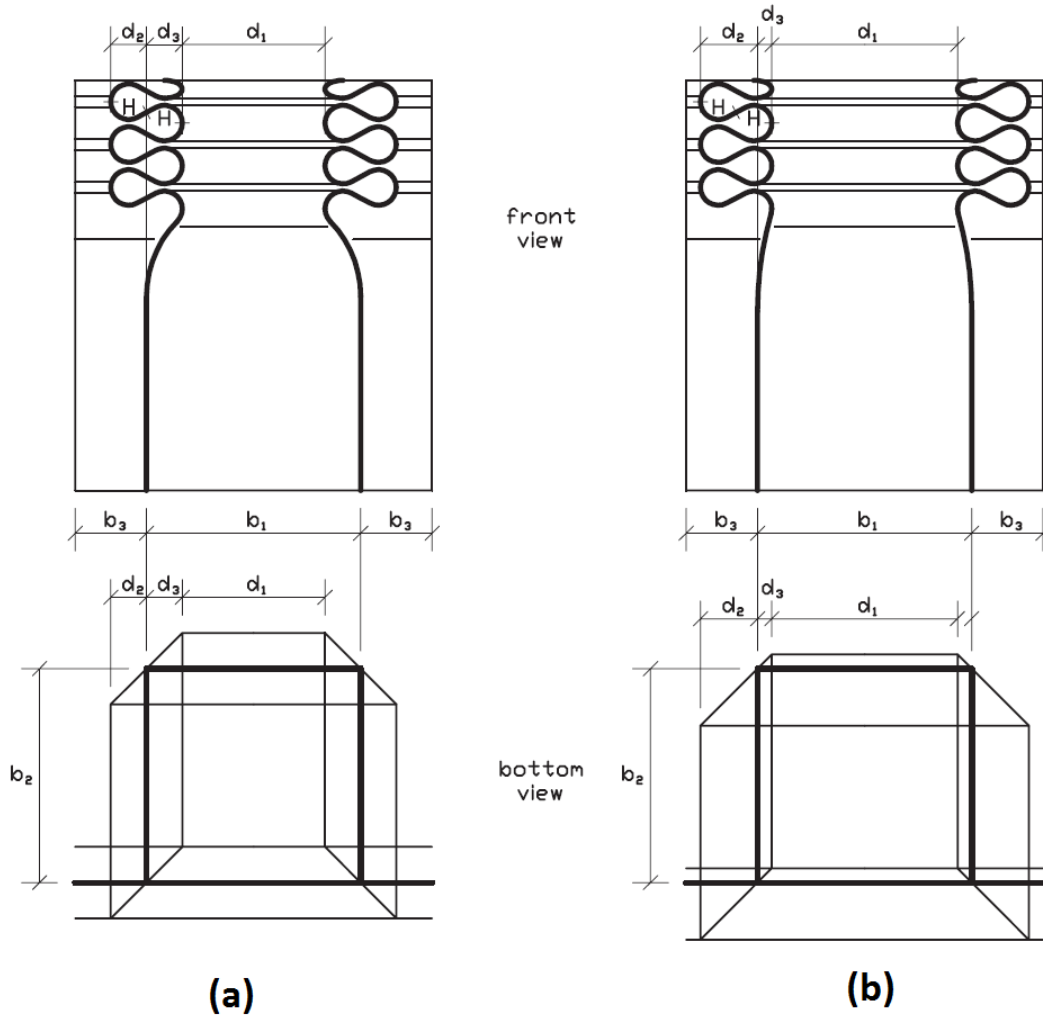 d₂ d₃ d₁
d₃
d₂ d₁
H
H
H
H
front
view
b₃ b₁ b₃
b₃ b₁ b₃
d₂ d₃ d₁
d₃
d₂ d₁
b₂
bottom
view
b₂
(a)
(b)